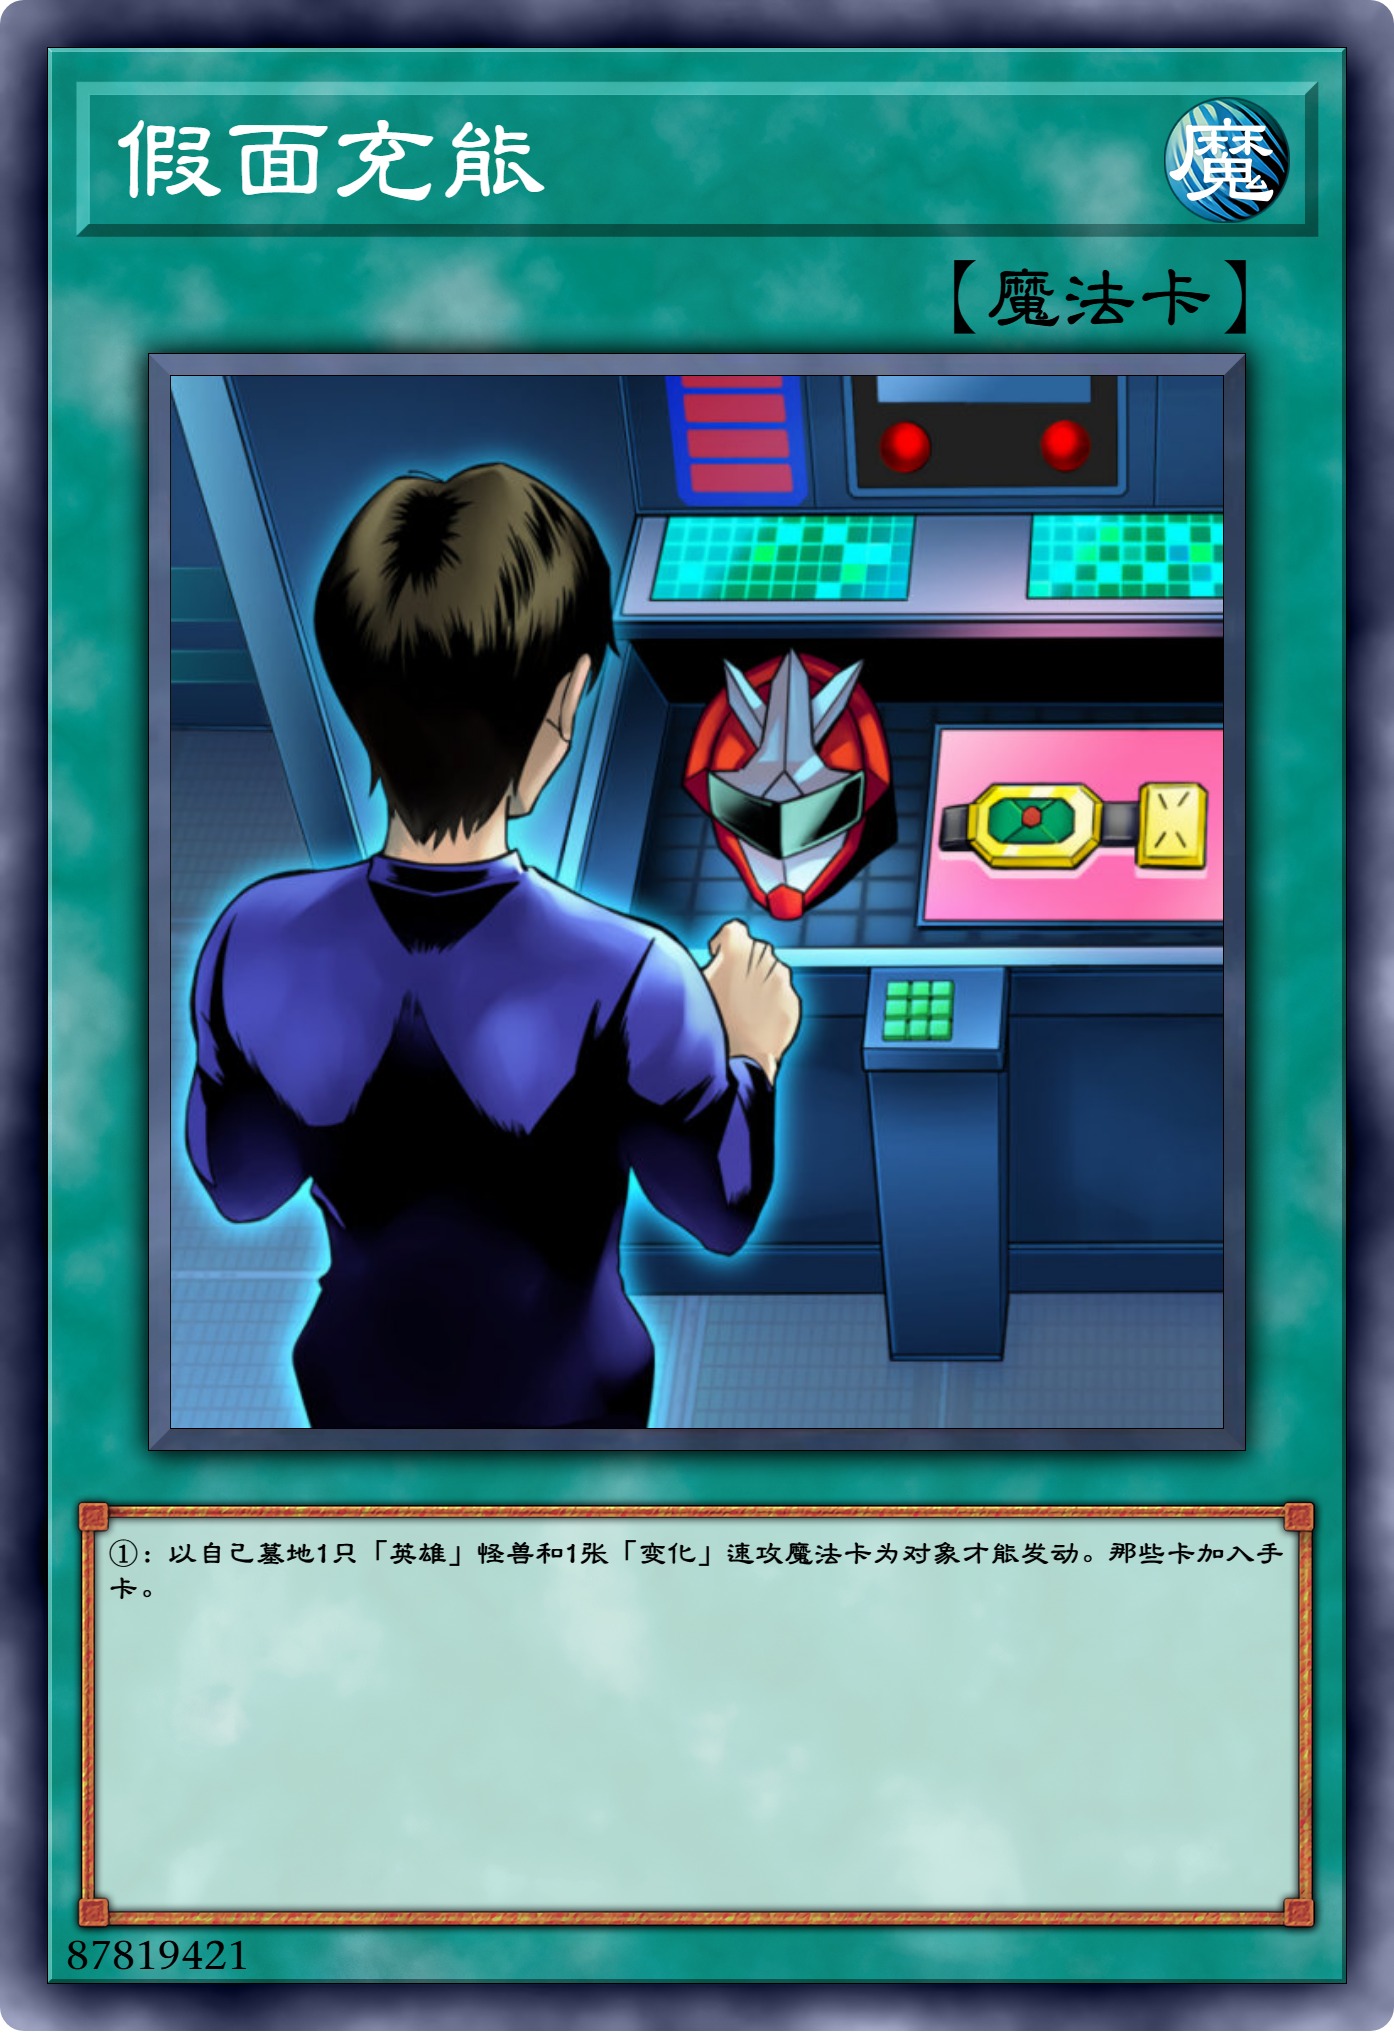 假面充能
魔
【魔法卡】
①：以自己墓地1只「英雄」怪兽和1张「变化」速攻魔法卡为对象才能发动。那些卡加入手
卡。
87819421